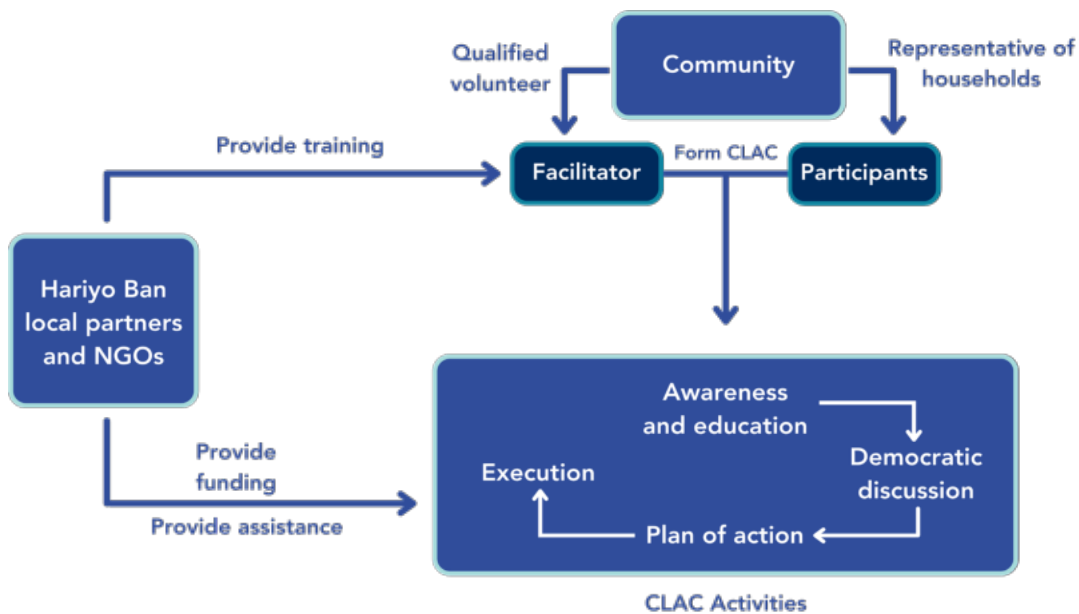 Qualified
volunteer
Community
Representative of
households
Provide training
Facilitator
Form CLAC
Participants
Hariyo Ban
local partners
and NGOs
Provide
funding
Provide assistance
Awareness
and education
Democratic
discussion
Plan of action
Execution
CLAC Activities